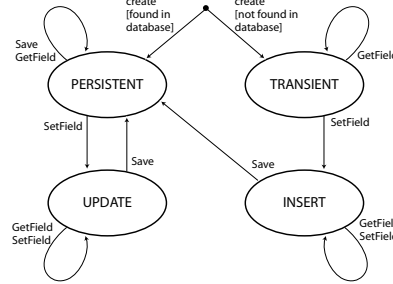 create
[found in
database]
create
[not found in
database]
Save
GetField
GetField
PERSISTENT
TRANSIENT
SetField
SetField
Save
Save
UPDATE
INSERT
GetField
SetField
GetField
SetField